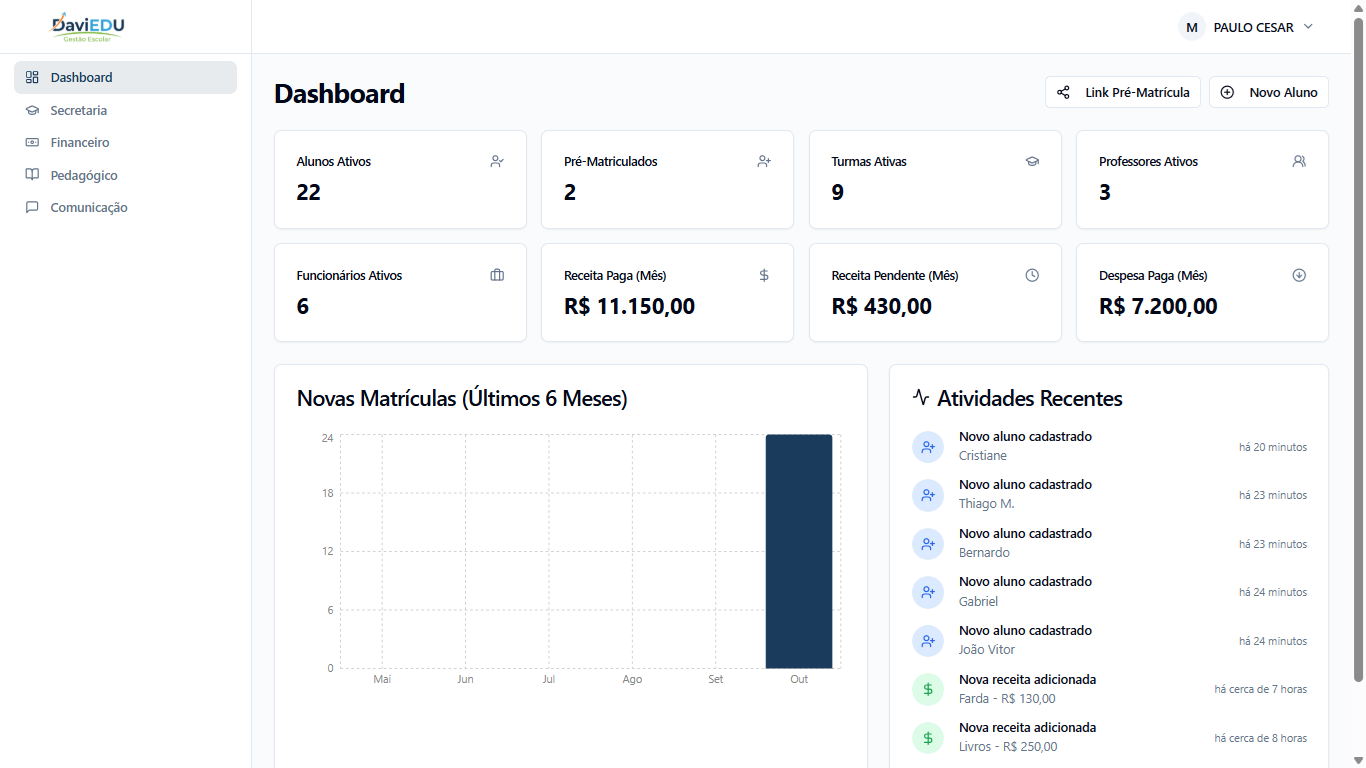 DaviEDU
Gestão Escolar
M PAULO CESAR
Dashboard
Secretaria
Financeiro
Pedagógico
Comunicação
Dashboard
Link Pré-Matrícula
Novo Aluno
Alunos Ativos
22
Pré-Matriculados
2
Turmas Ativas
9
Professores Ativos
3
Funcionários Ativos
6
Receita Paga (Mês)
R$ 11.150,00
Receita Pendente (Mês)
R$ 430,00
Despesa Paga (Mês)
R$ 7.200,00
Novas Matrículas (Últimos 6 Meses)
24
18
12
6
0
Mai Jun Jul Ago Set Out
Atividades Recentes
Novo aluno cadastrado
Cristiane
há 20 minutos
Novo aluno cadastrado
Thiago M.
há 23 minutos
Novo aluno cadastrado
Bernardo
há 23 minutos
Novo aluno cadastrado
Gabriel
há 24 minutos
Novo aluno cadastrado
João Vitor
há 24 minutos
Nova receita adicionada
Farda - R$ 130,00
há cerca de 7 horas
Nova receita adicionada
Livros - R$ 250,00
há cerca de 8 horas